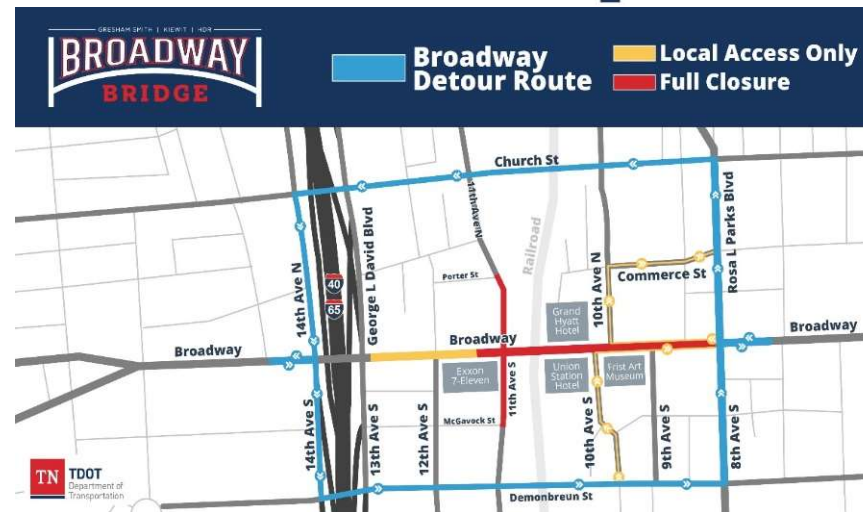 GRESHAM SMITH | KIEWIT | HDR
BROADWAY
BRIDGE
Broadway
Detour Route
Local Access Only
Full Closure
Church St
11th Ave N
Railroad
Rosa L Parks Blvd
14th Ave N
40
65
George L David Blvd
Porter St
10th Ave N
Commerce St
Grand
Hyatt
Hotel
Broadway
Broadway
Broadway
Exxon
7-Eleven
Union
Station
Hotel
Frist Art
Museum
11th Ave S
McGavock St
14th Ave S
13th Ave S
12th Ave S
10th Ave S
9th Ave S
8th Ave S
Demonbreun St
TN
TDOT
Department of
Transportation